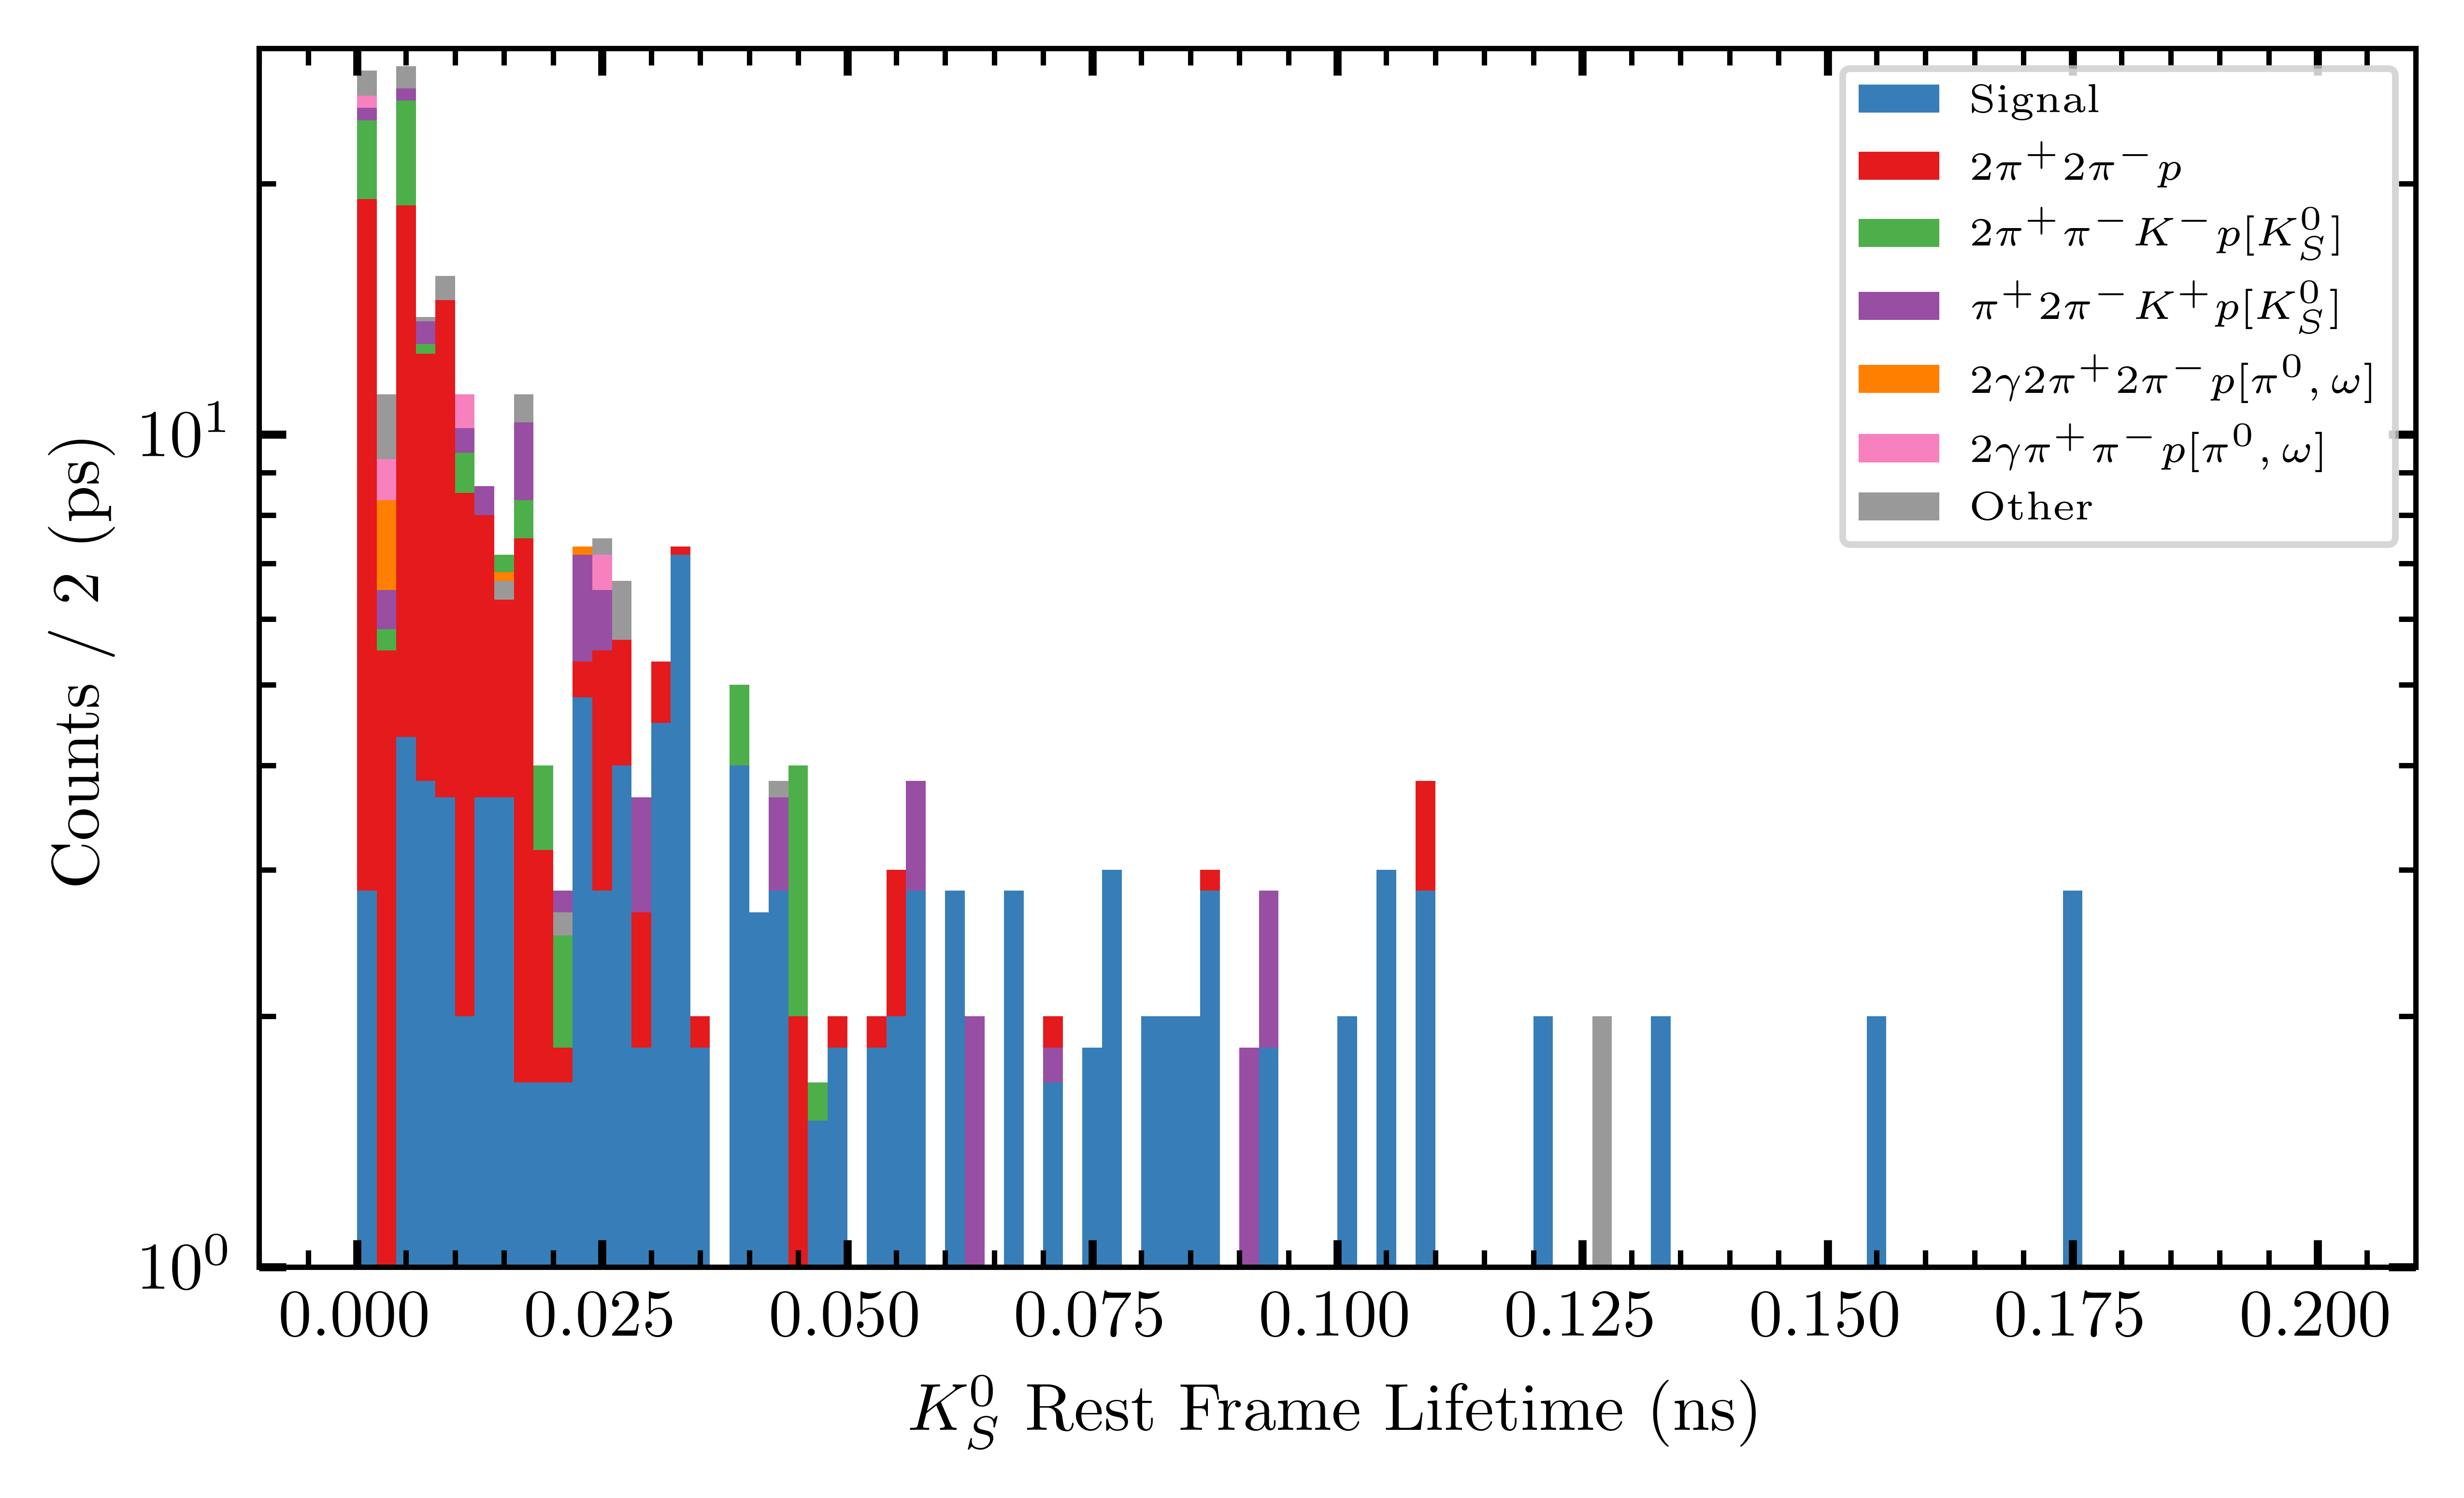 Counts / 2 (ps)
10¹
10⁰
Signal
2π⁺2π⁻p
2π⁺π⁻K⁻p[K⁰_S]
π⁺2π⁻K⁺p[K⁰_S]
2γ2π⁺2π⁻p[π⁰, ω]
2γπ⁺π⁻p[π⁰, ω]
Other
0.000 0.025 0.050 0.075 0.100 0.125 0.150 0.175 0.200
K⁰_S Rest Frame Lifetime (ns)